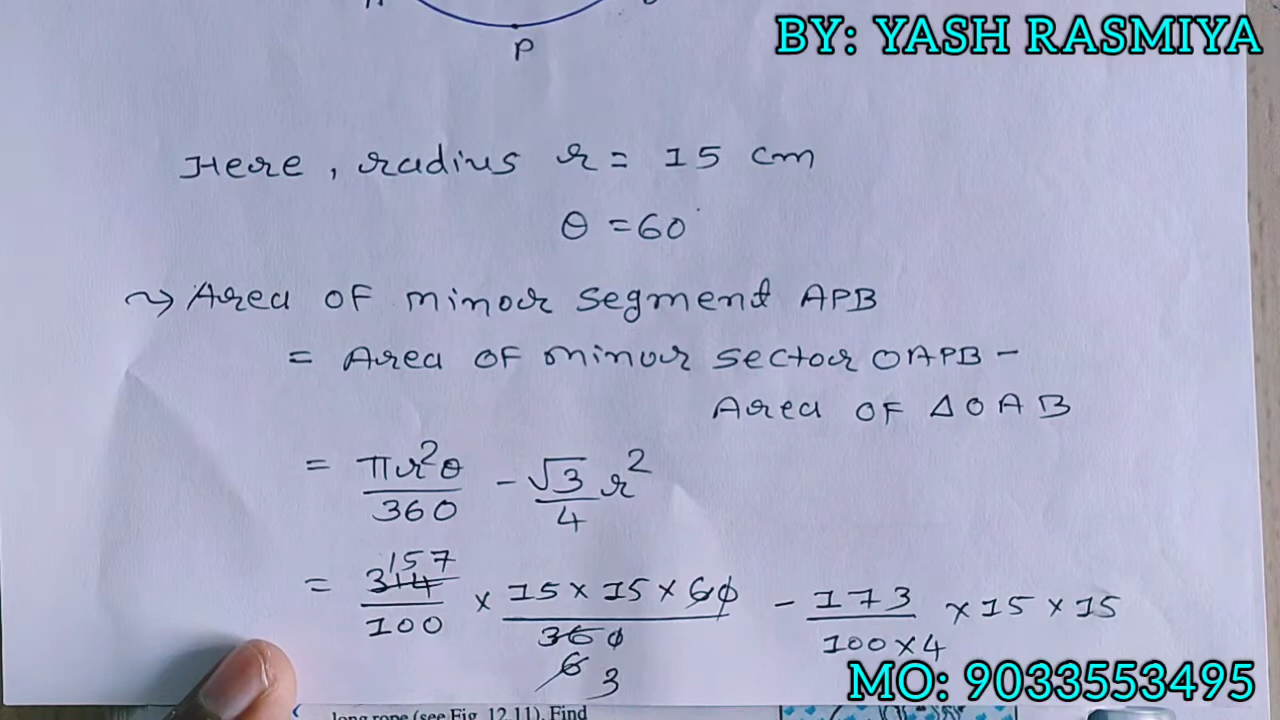 BY: YASH RASMIYA
P
Here, radius r = 15 cm
θ = 60°
⤳ Area of minor segment APB
= Area of minor sector OAPB −
Area of ΔOAB
= πr²θ/360 − √3/4 r²
157
= 314/100 × 15×15×60/360 − 173/100×4 × 15 × 15
6 3
MO: 9033553495
long rope (see Fig. 12.11). Find